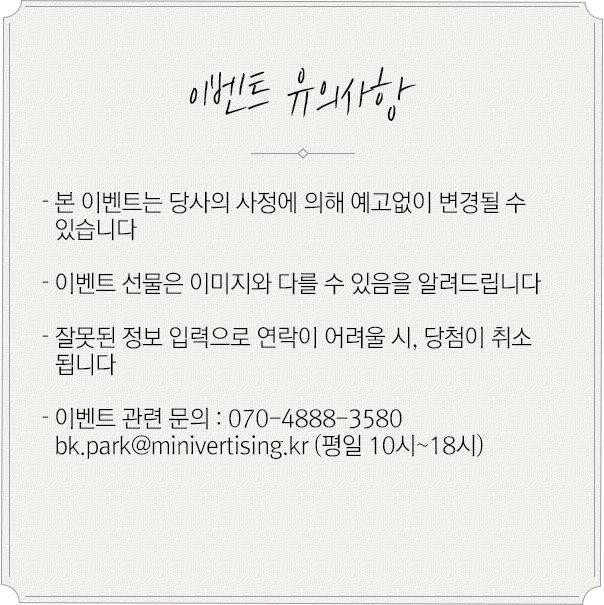 이벤트 유의사항
- 본 이벤트는 당사의 사정에 의해 예고없이 변경될 수
있습니다
- 이벤트 선물은 이미지와 다를 수 있음을 알려드립니다
- 잘못된 정보 입력으로 연락이 어려울 시, 당첨이 취소
됩니다
- 이벤트 관련 문의 : 070-4888-3580
bk.park@minivertising.kr (평일 10시~18시)